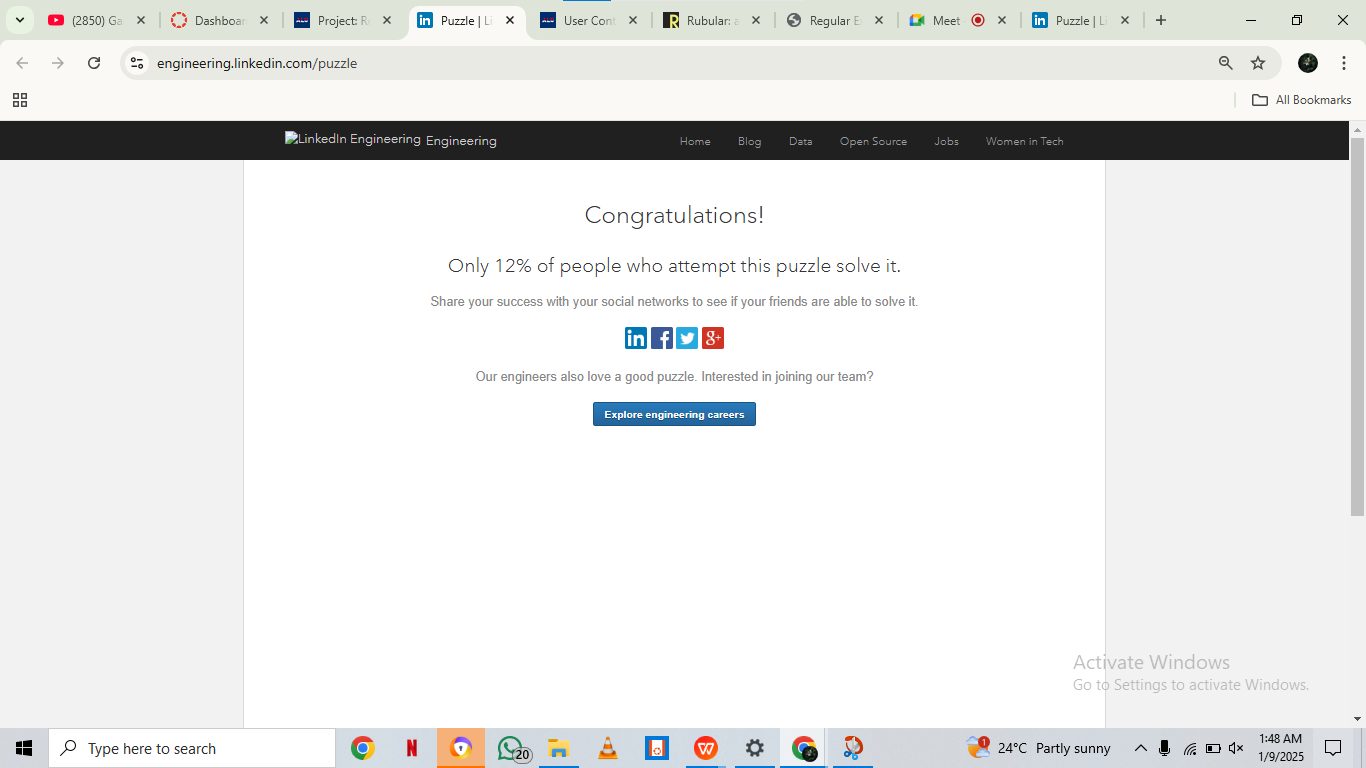 (2850) Ga
Dashboar
Project: R
Puzzle | Li
User Cont
Rubular: a
Regular E
Meet
Puzzle | Li
engineering.linkedin.com/puzzle
All Bookmarks
LinkedIn Engineering Engineering
Home Blog Data Open Source Jobs Women in Tech
Congratulations!
Only 12% of people who attempt this puzzle solve it.
Share your success with your social networks to see if your friends are able to solve it.
in f g+
Our engineers also love a good puzzle. Interested in joining our team?
Explore engineering careers
Activate Windows
Go to Settings to activate Windows.
Type here to search
20
1
24°C Partly sunny
1:48 AM
1/9/2025